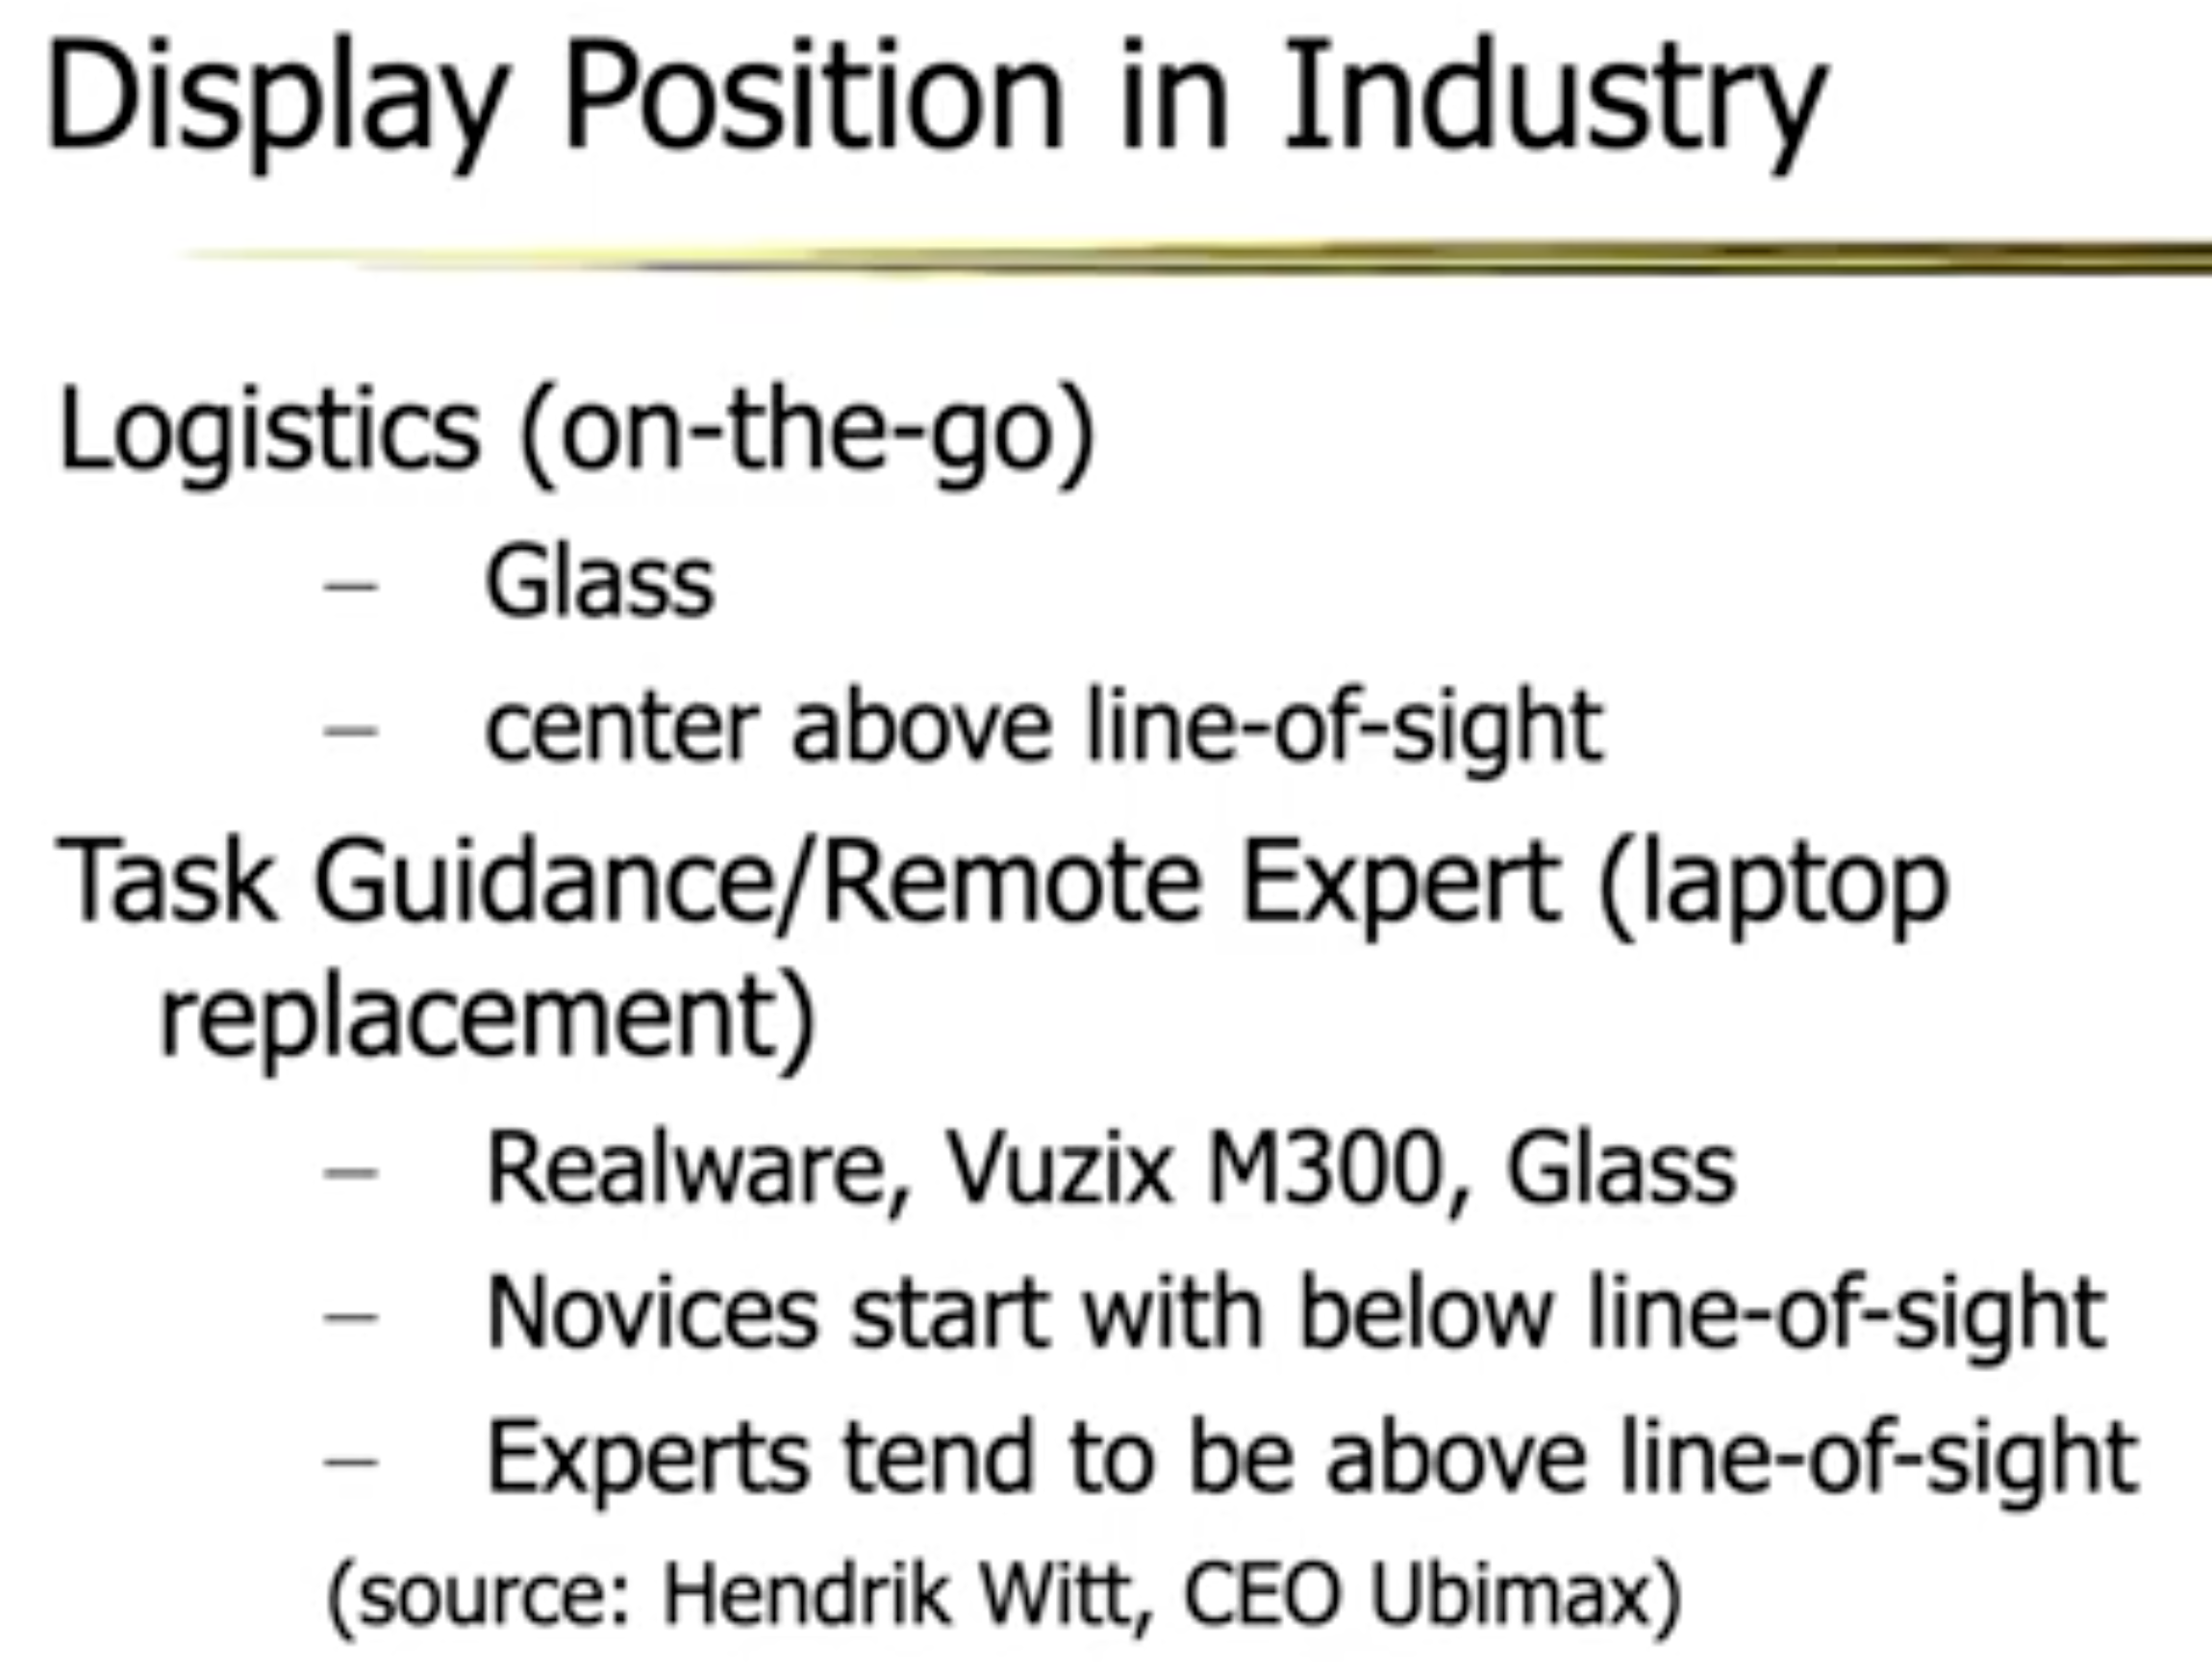 Display Position in Industry
Logistics (on-the-go)
– Glass
– center above line-of-sight
Task Guidance/Remote Expert (laptop
replacement)
– Realware, Vuzix M300, Glass
– Novices start with below line-of-sight
– Experts tend to be above line-of-sight
(source: Hendrik Witt, CEO Ubimax)